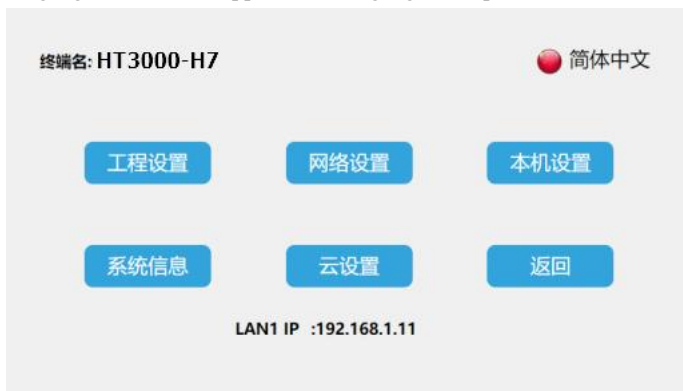 终端名: HT3000-H7
简体中文
工程设置 网络设置 本机设置
系统信息 云设置 返回
LAN1 IP :192.168.1.11